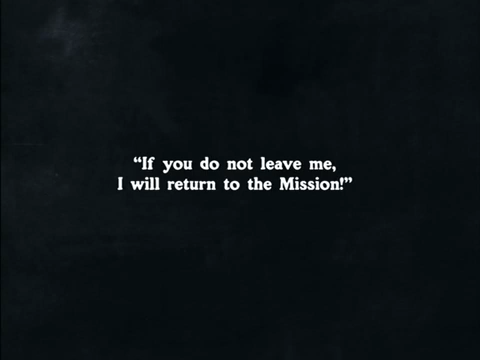 “If you do not leave me,
I will return to the Mission!”